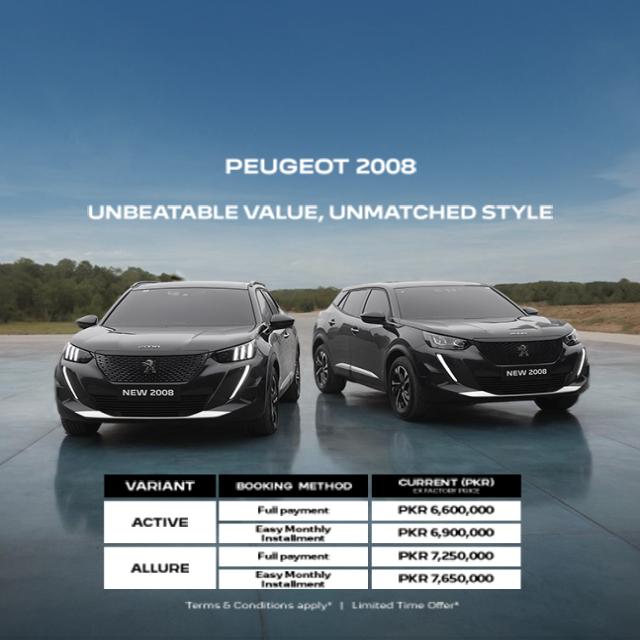 PEUGEOT 2008
UNBEATABLE VALUE, UNMATCHED STYLE
NEW 2008
NEW 2008
VARIANT
BOOKING METHOD
CURRENT (PKR)
EX FACTORY PRICE
ACTIVE
Full payment
PKR 6,600,000
Easy Monthly
Installment
PKR 6,900,000
ALLURE
Full payment
PKR 7,250,000
Easy Monthly
Installment
PKR 7,650,000
Terms & Conditions apply* | Limited Time Offer*